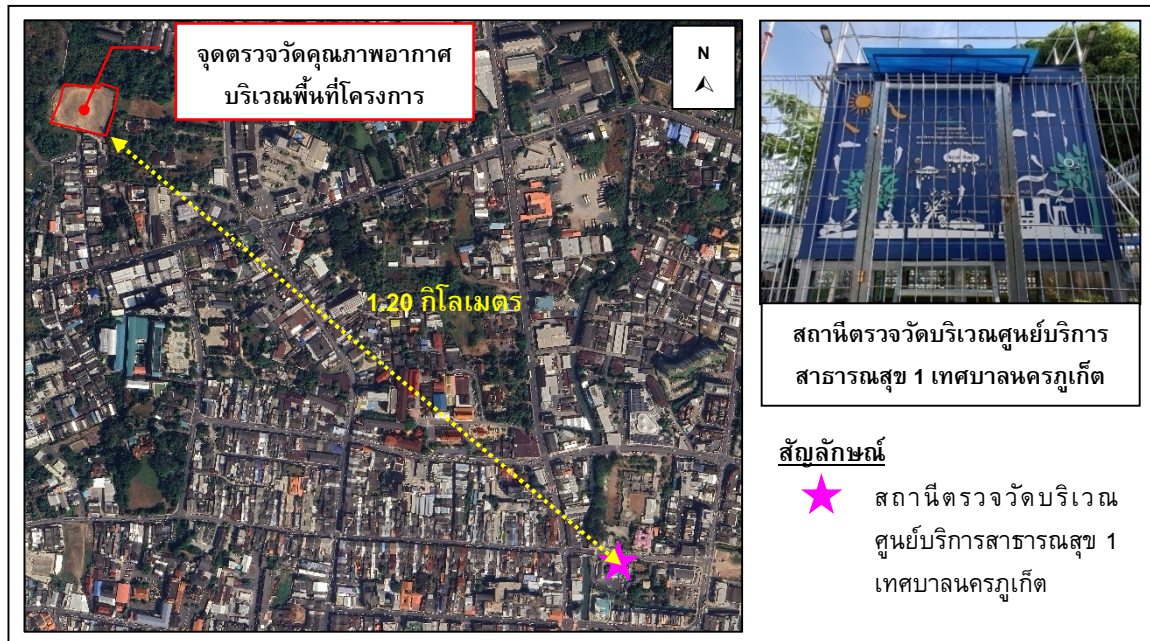 จุดตรวจวัดคุณภาพอากาศ
บริเวณพื้นที่โครงการ
N
1.20 กิโลเมตร
สถานีตรวจวัดบริเวณศูนย์บริการ
สาธารณสุข 1 เทศบาลนครภูเก็ต
สัญลักษณ์
สถานีตรวจวัดบริเวณ
ศูนย์บริการสาธารณสุข 1
เทศบาลนครภูเก็ต